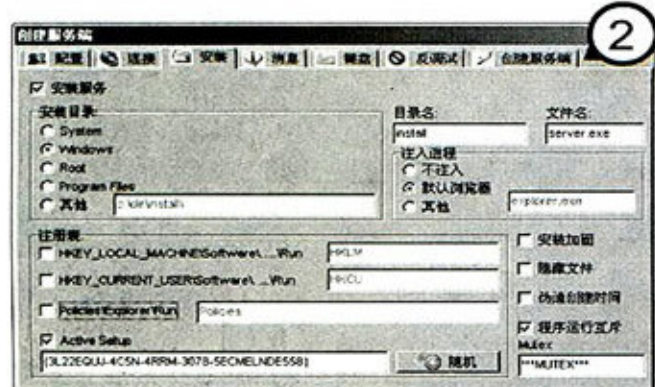 创建服务端
②
配置 连接 安装 消息 键盘 反调试 创建服务端
安装服务
安装目录
System
Windows
Root
Program Files
其他 c:\dir\install\
目录名: 文件名:
install server.exe
注入进程
不注入
默认浏览器
其他 explorer.exe
注册表
HKEY_LOCAL_MACHINE\Software\ ... \Run HKLM
HKEY_CURRENT_USER\Software\ ... \Run HKCU
Policies\Explorer\Run Policies
Active Setup
{3L22EQUJ-4C5N-4RRM-3078-5ECMELNDE558} 随机
安装加固
隐藏文件
伪造创建时间
程序运行互斥
Mutex
***MUTEX***